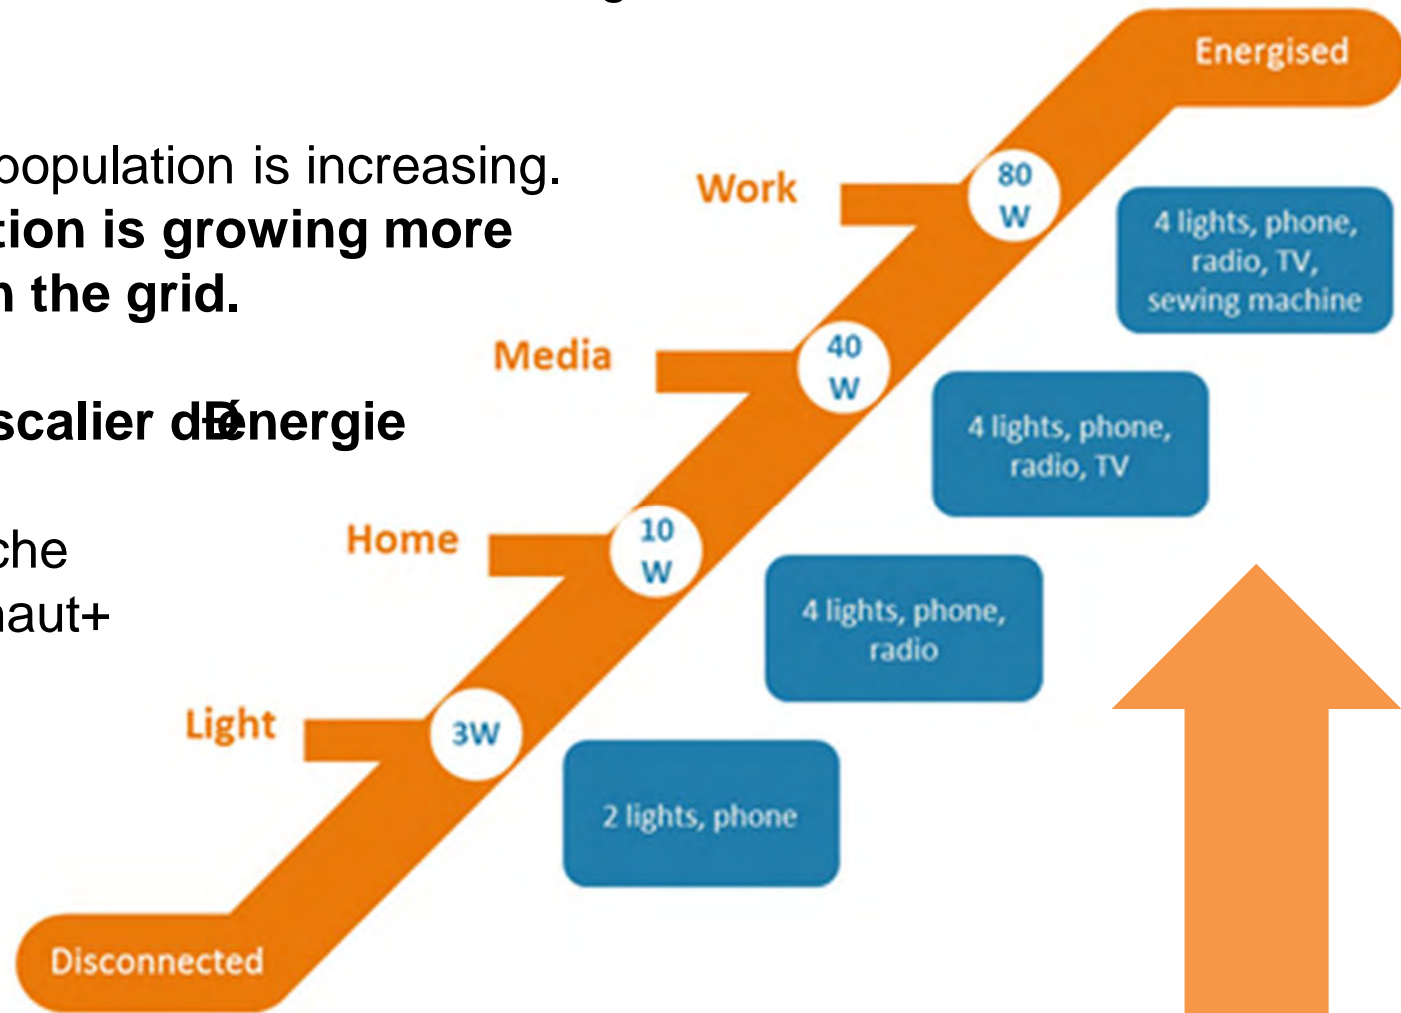 population is increasing.
tion is growing more
the grid.
scalier
énergie
che
haut+
Energised
Work
80
W
4 lights, phone,
radio, TV,
sewing machine
Media
40
W
4 lights, phone,
radio, TV
Home
10
W
4 lights, phone,
radio
Light
3W
2 lights, phone
Disconnected